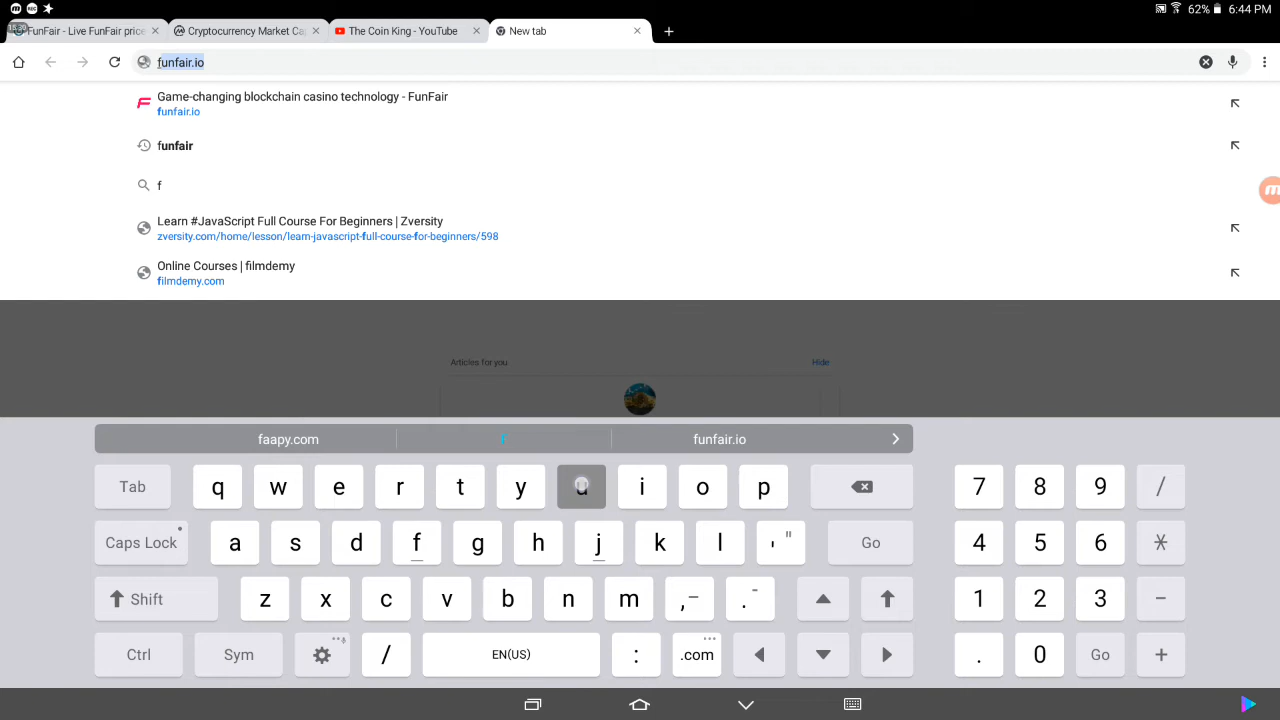 62% 6:44 PM
FunFair - Live FunFair price
Cryptocurrency Market Ca
The Coin King - YouTube
New tab
funfair.io
Game-changing blockchain casino technology - FunFair
funfair.io
funfair
f
Learn #JavaScript Full Course For Beginners | Zversity
zversity.com/home/lesson/learn-javascript-full-course-for-beginners/598
Online Courses | filmdemy
filmdemy.com
Articles for you Hide
faapy.com f funfair.io
Tab q w e r t y u i o p 7 8 9 /
Caps Lock a s d f g h j k l ' " Go 4 5 6 *
Shift z x c v b n m , . 1 2 3 -
Ctrl Sym / EN(US) : .com . 0 Go +